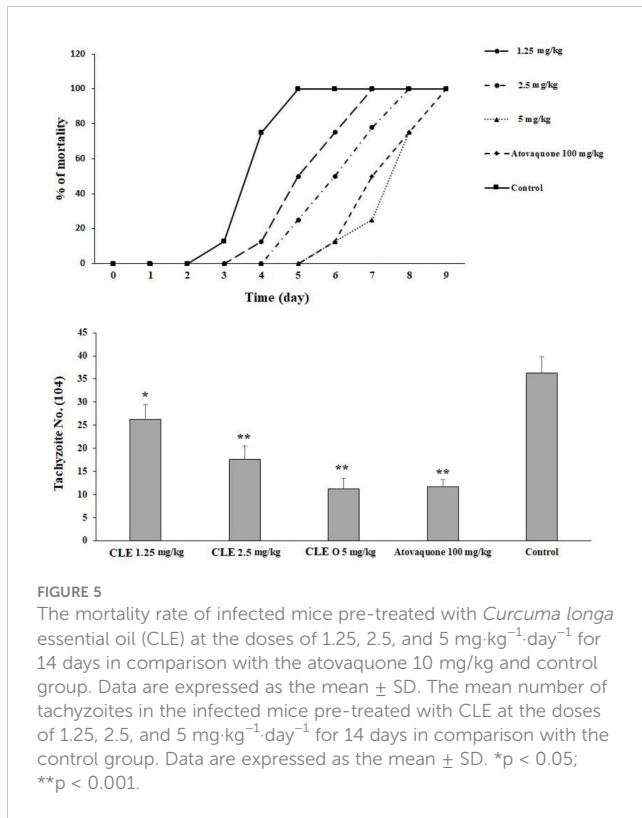 120
100
80
60
40
20
0
% of mortality
0 1 2 3 4 5 6 7 8 9
Time (day)
1.25 mg/kg
2.5 mg/kg
5 mg/kg
Atovaquone 100 mg/kg
Control
45
40
35
30
25
20
15
10
5
0
Tachyzoite No. (104)
*
**
**
**
CLE 1.25 mg/kg CLE 2.5 mg/kg CLE O 5 mg/kg Atovaquone 100 mg/kg Control
FIGURE 5
The mortality rate of infected mice pre-treated with Curcuma longa
essential oil (CLE) at the doses of 1.25, 2.5, and 5 mg·kg⁻¹·day⁻¹ for
14 days in comparison with the atovaquone 10 mg/kg and control
group. Data are expressed as the mean ± SD. The mean number of
tachyzoites in the infected mice pre-treated with CLE at the doses
of 1.25, 2.5, and 5 mg·kg⁻¹·day⁻¹ for 14 days in comparison with the
control group. Data are expressed as the mean ± SD. *p < 0.05;
**p < 0.001.